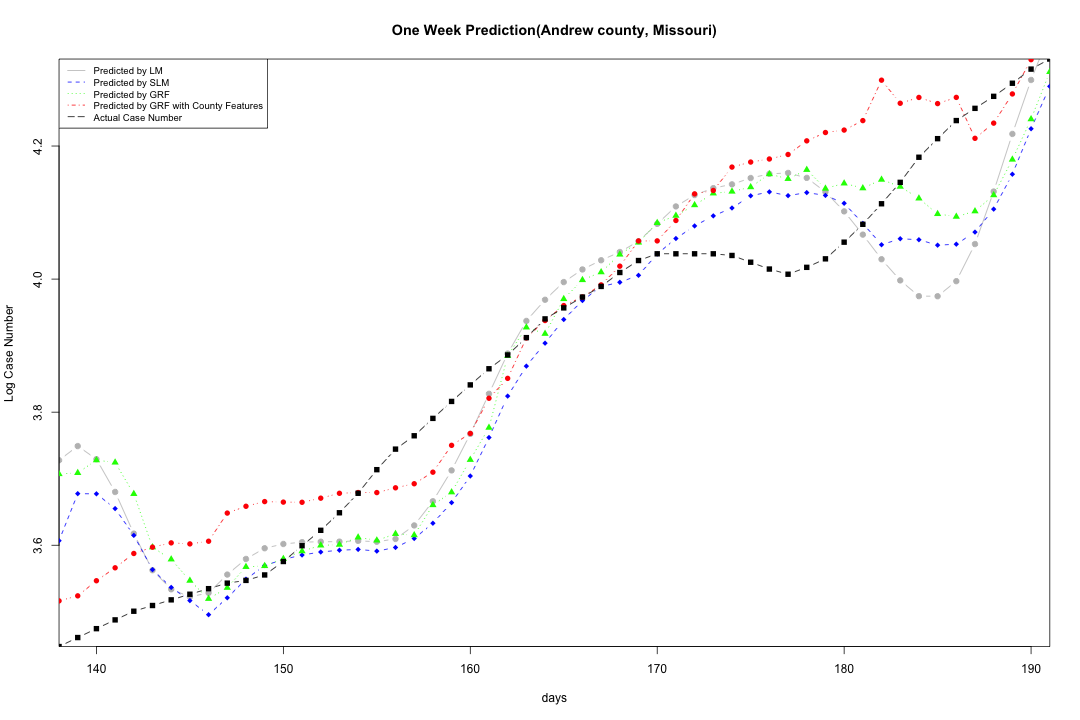 One Week Prediction(Andrew county, Missouri)
Predicted by LM
Predicted by SLM
Predicted by GRF
Predicted by GRF with County Features
Actual Case Number
Log Case Number
4.2
4.0
3.8
3.6
140 150 160 170 180 190
days